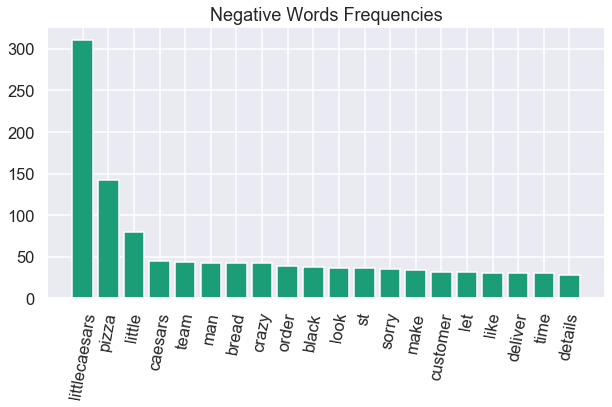 Negative Words Frequencies
300
250
200
150
100
50
0
littlecaesars
pizza
little
caesars
team
man
bread
crazy
order
black
look
st
sorry
make
customer
let
like
deliver
time
details